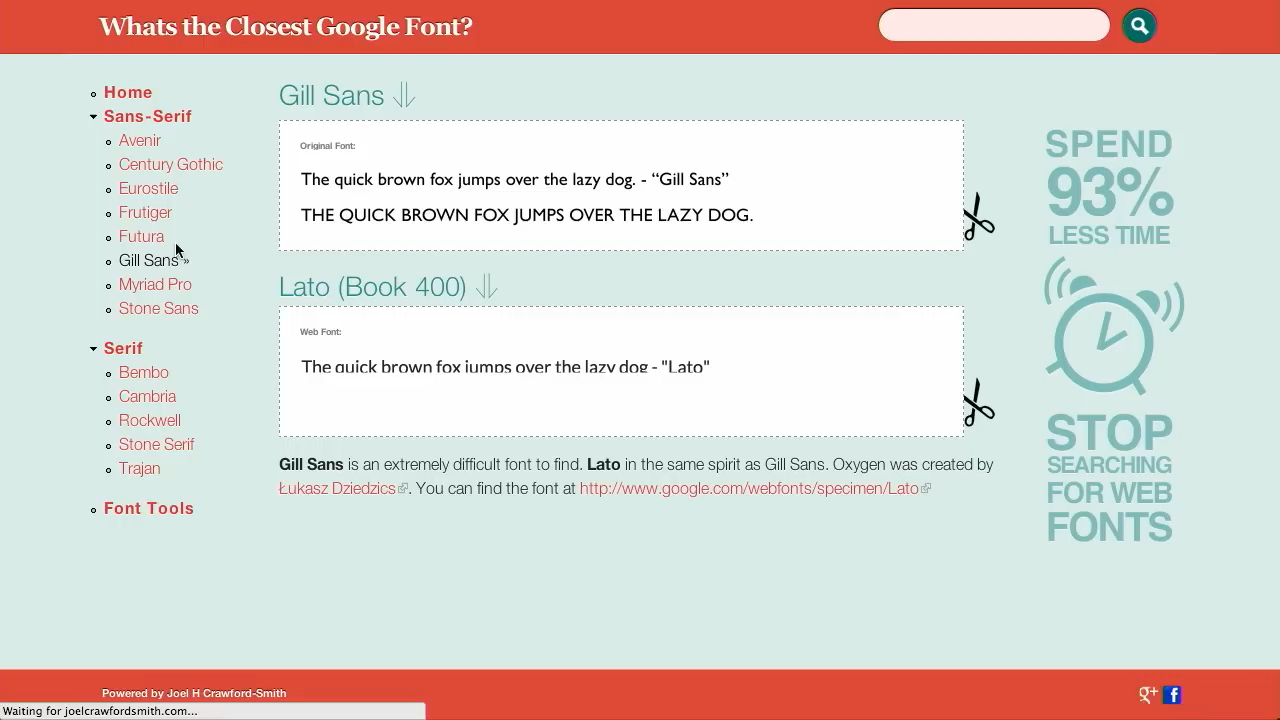 Whats the Closest Google Font?
Home
Sans-Serif
Avenir
Century Gothic
Eurostile
Frutiger
Futura
Gill Sans »
Myriad Pro
Stone Sans
Serif
Bembo
Cambria
Rockwell
Stone Serif
Trajan
Font Tools
Gill Sans
Original Font:
The quick brown fox jumps over the lazy dog. - “Gill Sans”
THE QUICK BROWN FOX JUMPS OVER THE LAZY DOG.
Lato (Book 400)
Web Font:
The quick brown fox jumps over the lazy dog - "Lato"
Gill Sans is an extremely difficult font to find. Lato in the same spirit as Gill Sans. Oxygen was created by
Łukasz Dziedzics. You can find the font at http://www.google.com/webfonts/specimen/Lato
SPEND
93%
LESS TIME
STOP
SEARCHING
FOR WEB
FONTS
Powered by Joel H Crawford-Smith
g+ f
Waiting for joelcrawfordsmith.com...